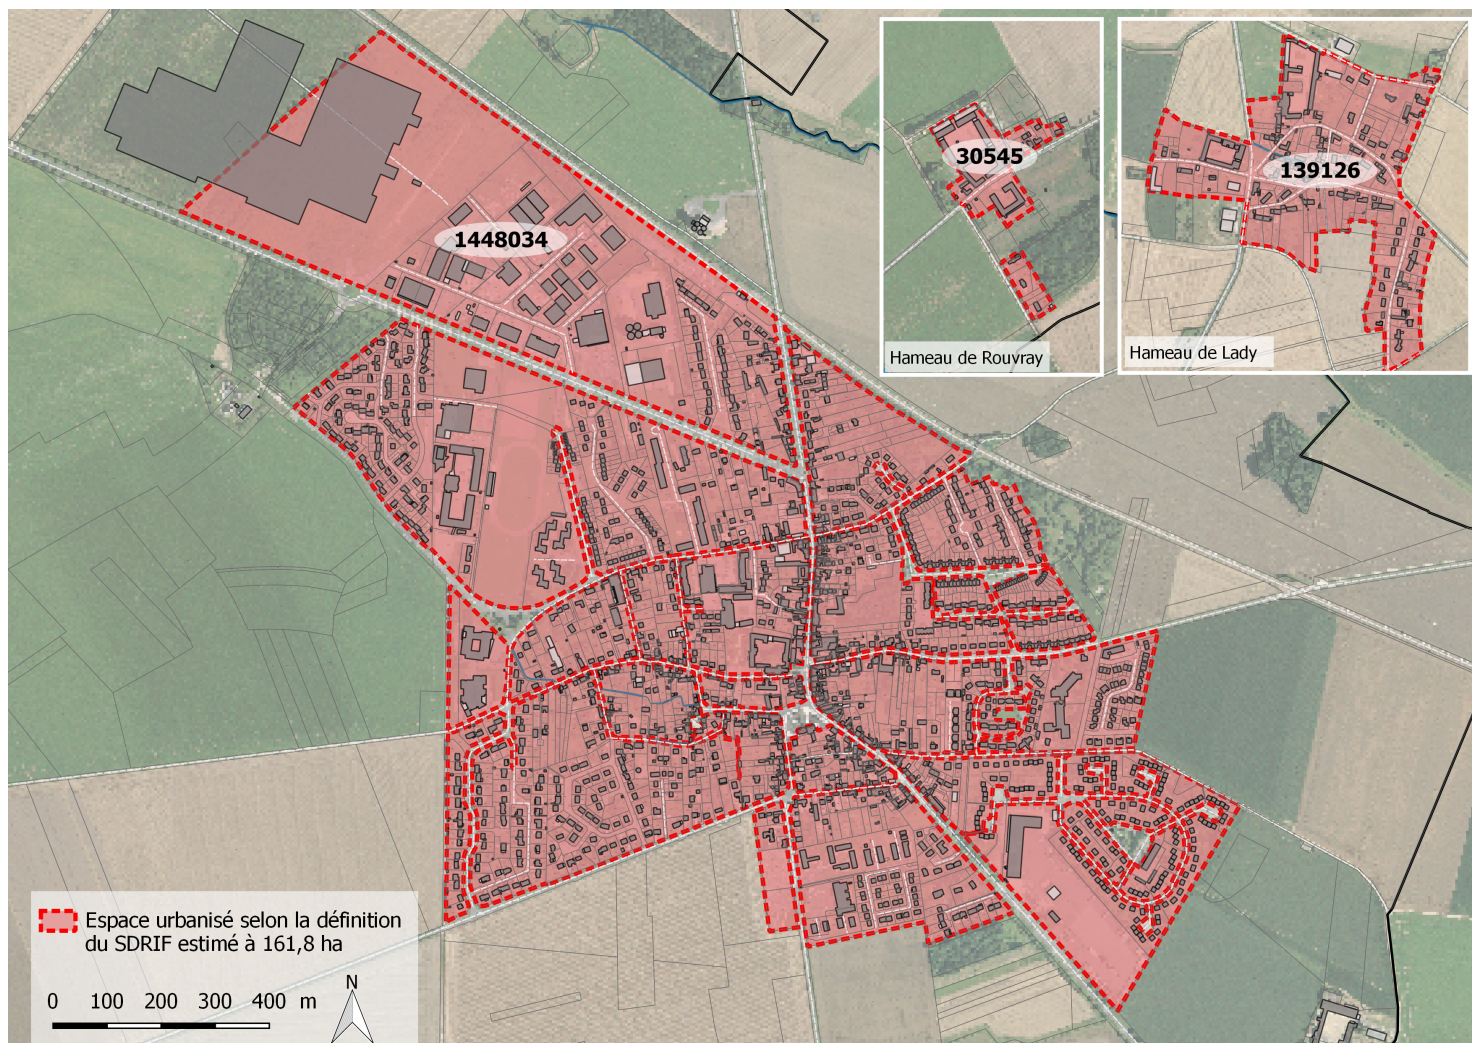 30545
139126
1448034
Hameau de Rouvray
Hameau de Lady
Espace urbanisé selon la définition
du SDRIF estimé à 161,8 ha
N
0 100 200 300 400 m